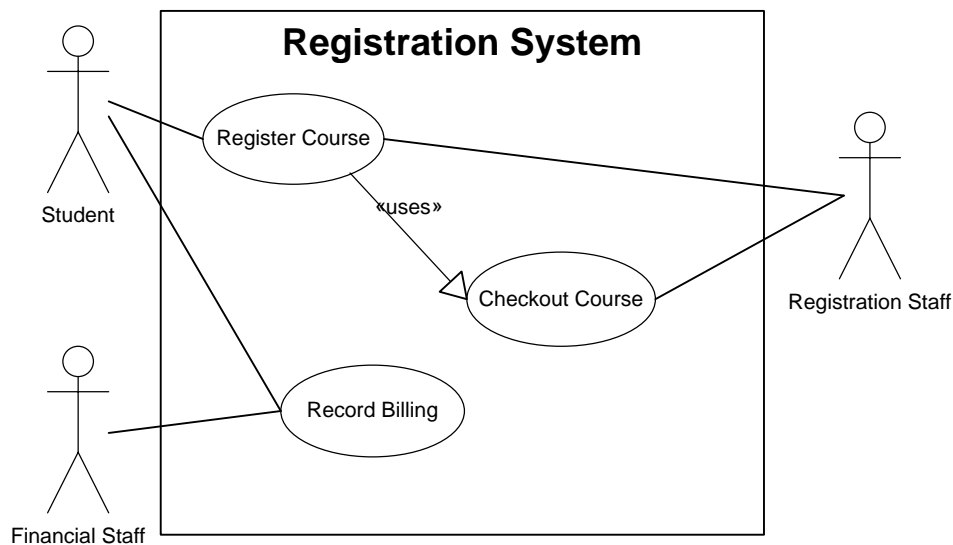 Registration System
Register Course
Student
«uses»
Checkout Course
Registration Staff
Record Billing
Financial Staff